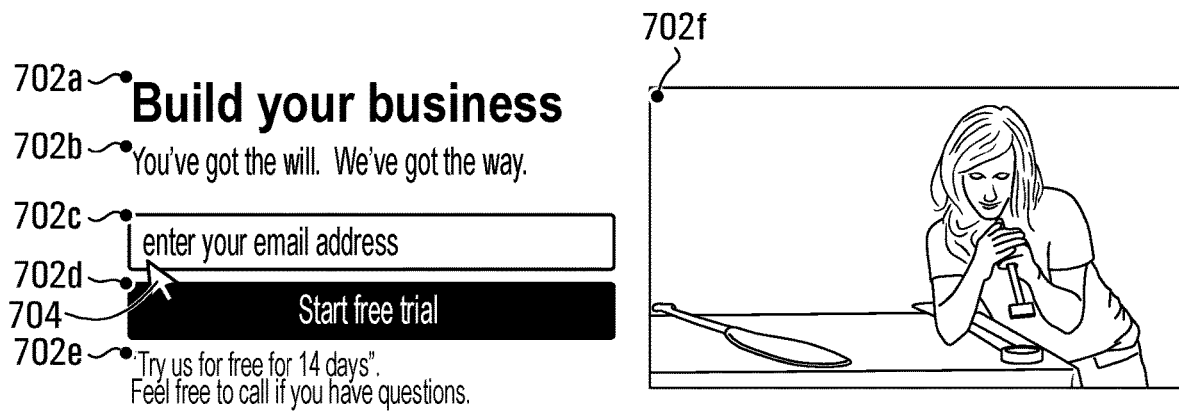 702f
702a
Build your business
702b
You've got the will. We've got the way.
702c
enter your email address
702d
704
Start free trial
702e
"Try us for free for 14 days".
Feel free to call if you have questions.